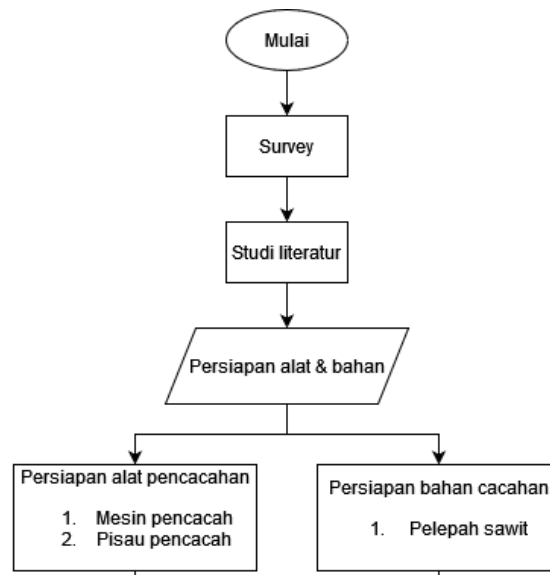 Mulai
Survey
Studi literatur
Persiapan alat & bahan
Persiapan alat pencacahan
1. Mesin pencacah
2. Pisau pencacah
Persiapan bahan cacahan
1. Pelepah sawit